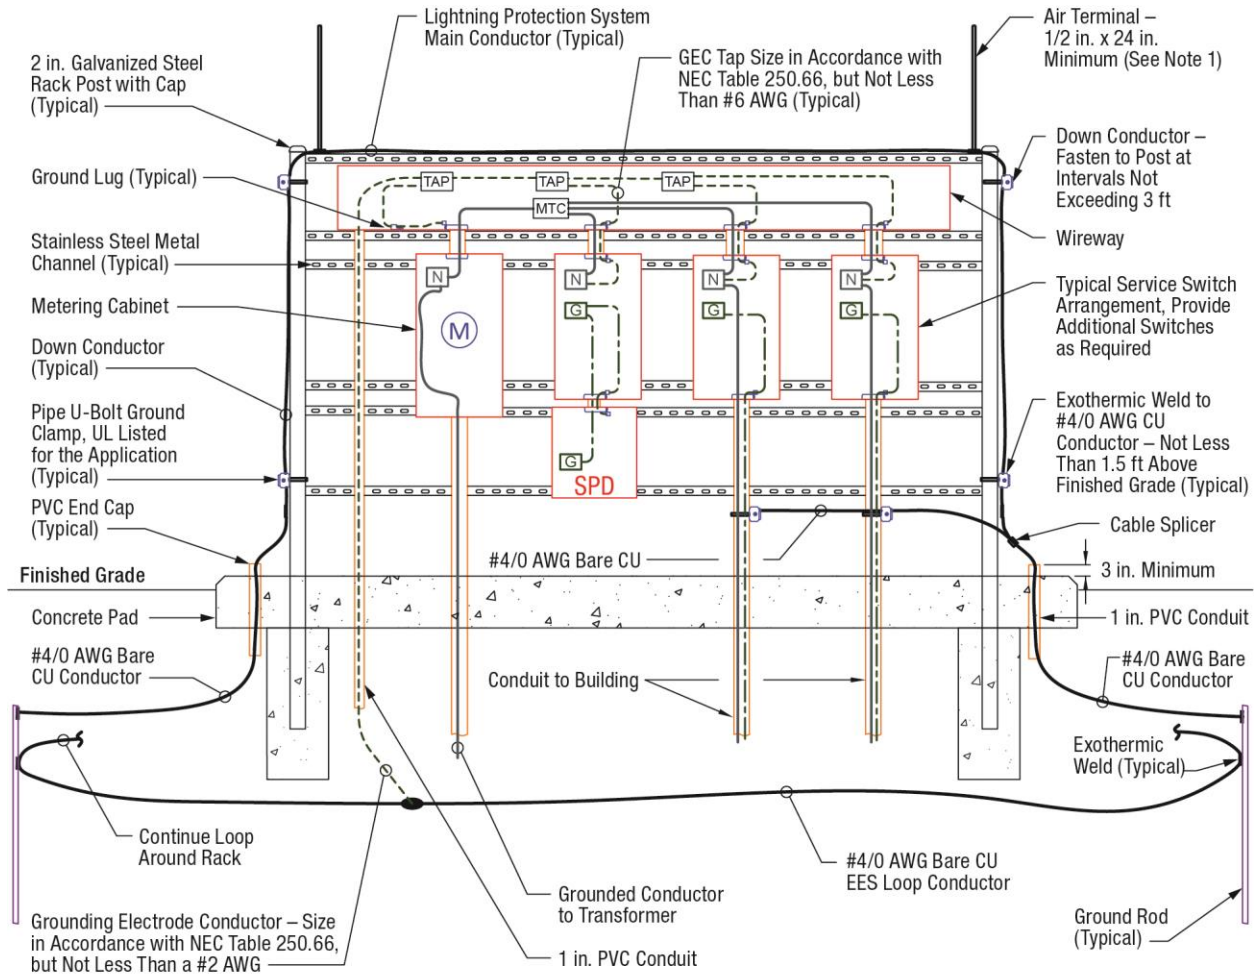 Lightning Protection System
Main Conductor (Typical)
Air Terminal –
1/2 in. x 24 in.
Minimum (See Note 1)
2 in. Galvanized Steel
Rack Post with Cap
(Typical)
GEC Tap Size in Accordance with
NEC Table 250.66, but Not Less
Than #6 AWG (Typical)
Down Conductor –
Fasten to Post at
Intervals Not
Exceeding 3 ft
Ground Lug (Typical)
TAP
TAP
TAP
MTC
Wireway
Stainless Steel Metal
Channel (Typical)
N
N
N
N
Metering Cabinet
M
G
G
G
Typical Service Switch
Arrangement, Provide
Additional Switches
as Required
Down Conductor
(Typical)
Pipe U-Bolt Ground
Clamp, UL Listed
for the Application
(Typical)
Exothermic Weld to
#4/0 AWG CU
Conductor – Not Less
Than 1.5 ft Above
Finished Grade (Typical)
G
SPD
PVC End Cap
(Typical)
Cable Splicer
#4/0 AWG Bare CU
Finished Grade
3 in. Minimum
Concrete Pad
1 in. PVC Conduit
#4/0 AWG Bare
CU Conductor
Conduit to Building
#4/0 AWG Bare
CU Conductor
Exothermic
Weld (Typical)
Continue Loop
Around Rack
#4/0 AWG Bare CU
EES Loop Conductor
Grounded Conductor
to Transformer
Ground Rod
(Typical)
Grounding Electrode Conductor – Size
in Accordance with NEC Table 250.66,
but Not Less Than a #2 AWG
1 in. PVC Conduit